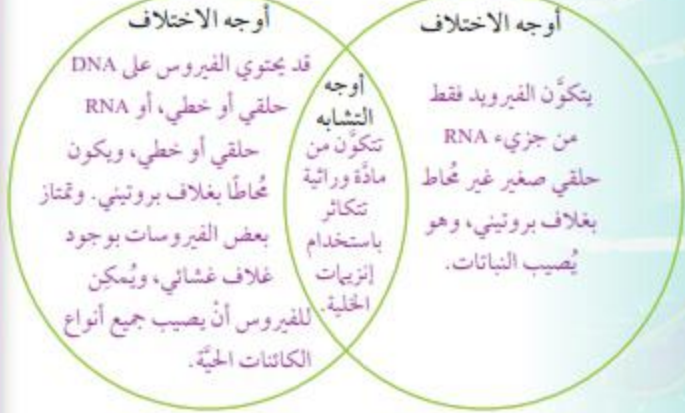 أوجه الاختلاف
يتكوَّن الفيرويد فقط
من جزيء RNA
حلقي صغير غير مُحاط
بغلاف بروتيني، وهو
يُصيب النباتات.
أوجه
التشابه
تتكوَّن من
مادَّة وراثية
تتكاثر
باستخدام
إنزيمات
الخلية.
أوجه الاختلاف
قد يحتوي الفيروس على DNA
حلقي أو خطي، أو RNA
حلقي أو خطي، ويكون
مُحاطًا بغلاف بروتيني. وتمتاز
بعض الفيروسات بوجود
غلاف غشائي، ويُمكِن
للفيروس أنْ يصيب جميع أنواع
الكائنات الحيَّة.